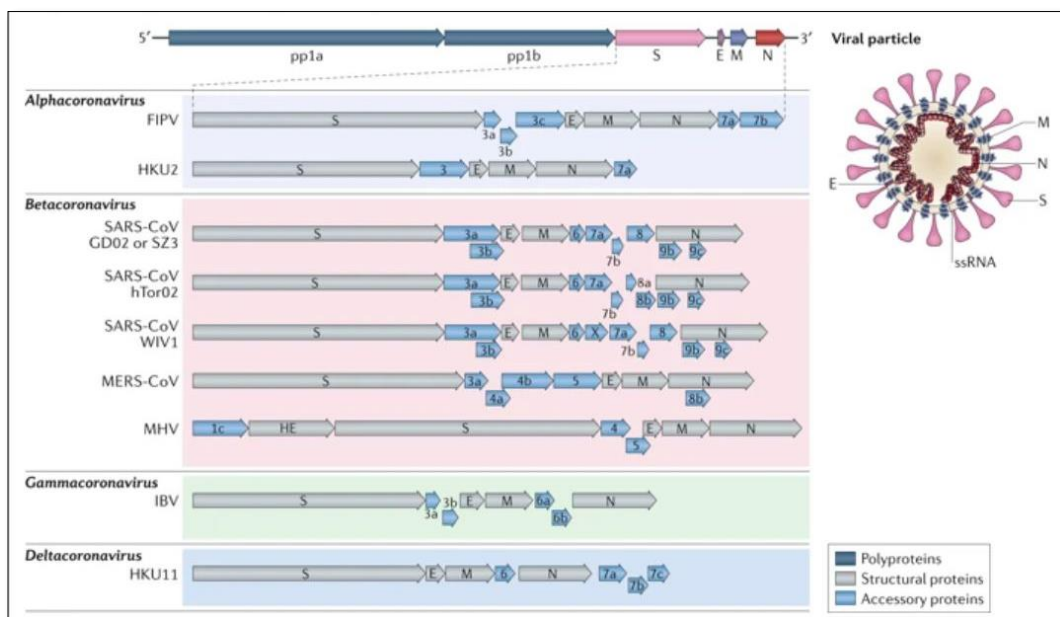 5′ 3′ Viral particle
pp1a pp1b S E M N
Alphacoronavirus
FIPV S 3a 3b 3c E M N 7a 7b
HKU2 S 3 E M N 7a
Betacoronavirus
SARS-CoV
GD02 or SZ3 S 3a 3b E M 6 7a 7b 8 N 9b 9c
SARS-CoV
hTor02 S 3a 3b E M 6 7a 7b 8a 8b N 9b 9c
SARS-CoV
WIV1 S 3a 3b E M 6 X 7a 7b 8 N 9b 9c
MERS-CoV S 3a 4a 4b 5 E M N 8b
MHV 1c HE S 4 5 E M N
Gammacoronavirus
IBV S 3a 3b E M 6a 6b N
Deltacoronavirus
HKU11 S E M 6 N 7a 7b 7c
M
N
E
S
ssRNA
Polyproteins
Structural proteins
Accessory proteins